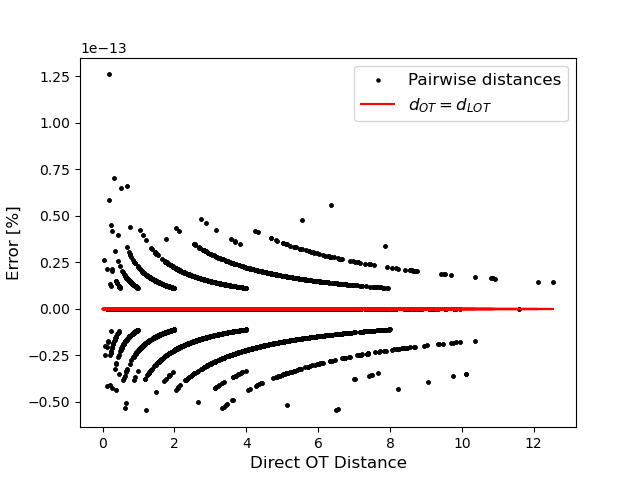 1e−13
1.25
1.00
0.75
0.50
0.25
0.00
−0.25
−0.50
Error [%]
Pairwise distances
d_OT = d_LOT
0 2 4 6 8 10 12
Direct OT Distance